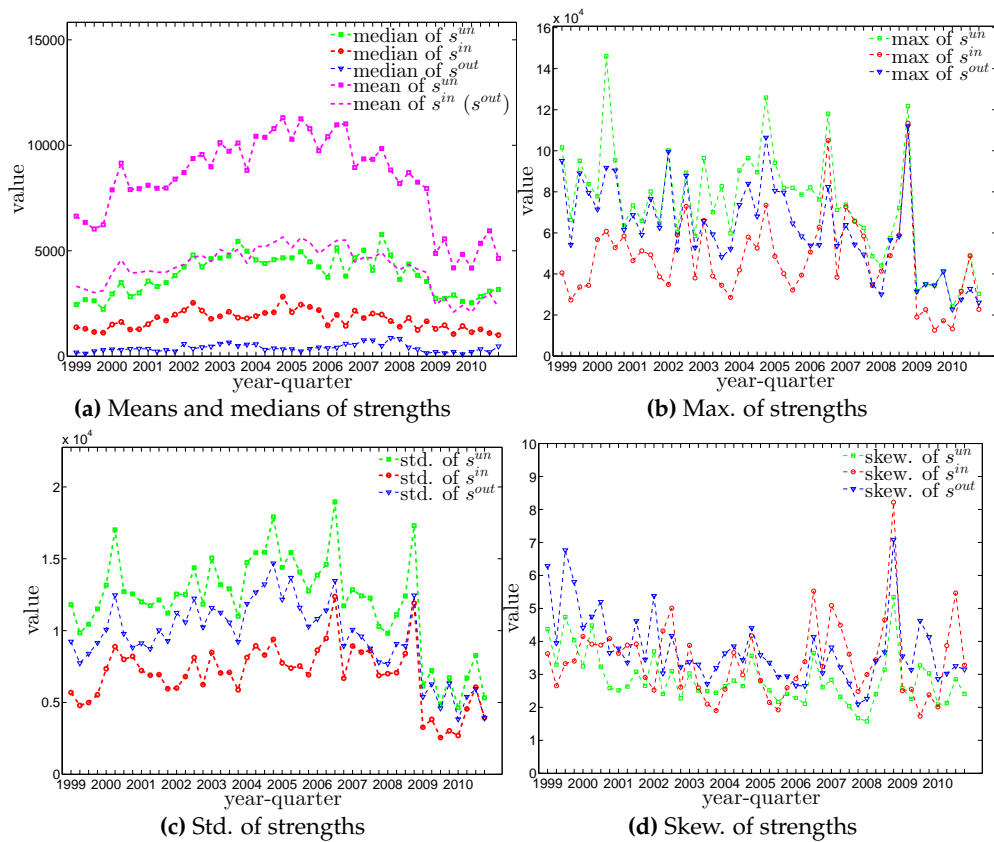 15000
10000
5000
0
value
median of s^un
median of s^in
median of s^out
mean of s^un
mean of s^in (s^out)
1999 2000 2001 2002 2003 2004 2005 2006 2007 2008 2009 2010
year-quarter
(a) Means and medians of strengths
x 10^4
16
14
12
10
8
6
4
2
0
value
max of s^un
max of s^in
max of s^out
1999 2000 2001 2002 2003 2004 2005 2006 2007 2008 2009 2010
year-quarter
(b) Max. of strengths
x 10^4
2
1.5
1
0.5
0
value
std. of s^un
std. of s^in
std. of s^out
1999 2000 2001 2002 2003 2004 2005 2006 2007 2008 2009 2010
year-quarter
(c) Std. of strengths
10
9
8
7
6
5
4
3
2
1
0
value
skew. of s^un
skew. of s^in
skew. of s^out
1999 2000 2001 2002 2003 2004 2005 2006 2007 2008 2009 2010
year-quarter
(d) Skew. of strengths